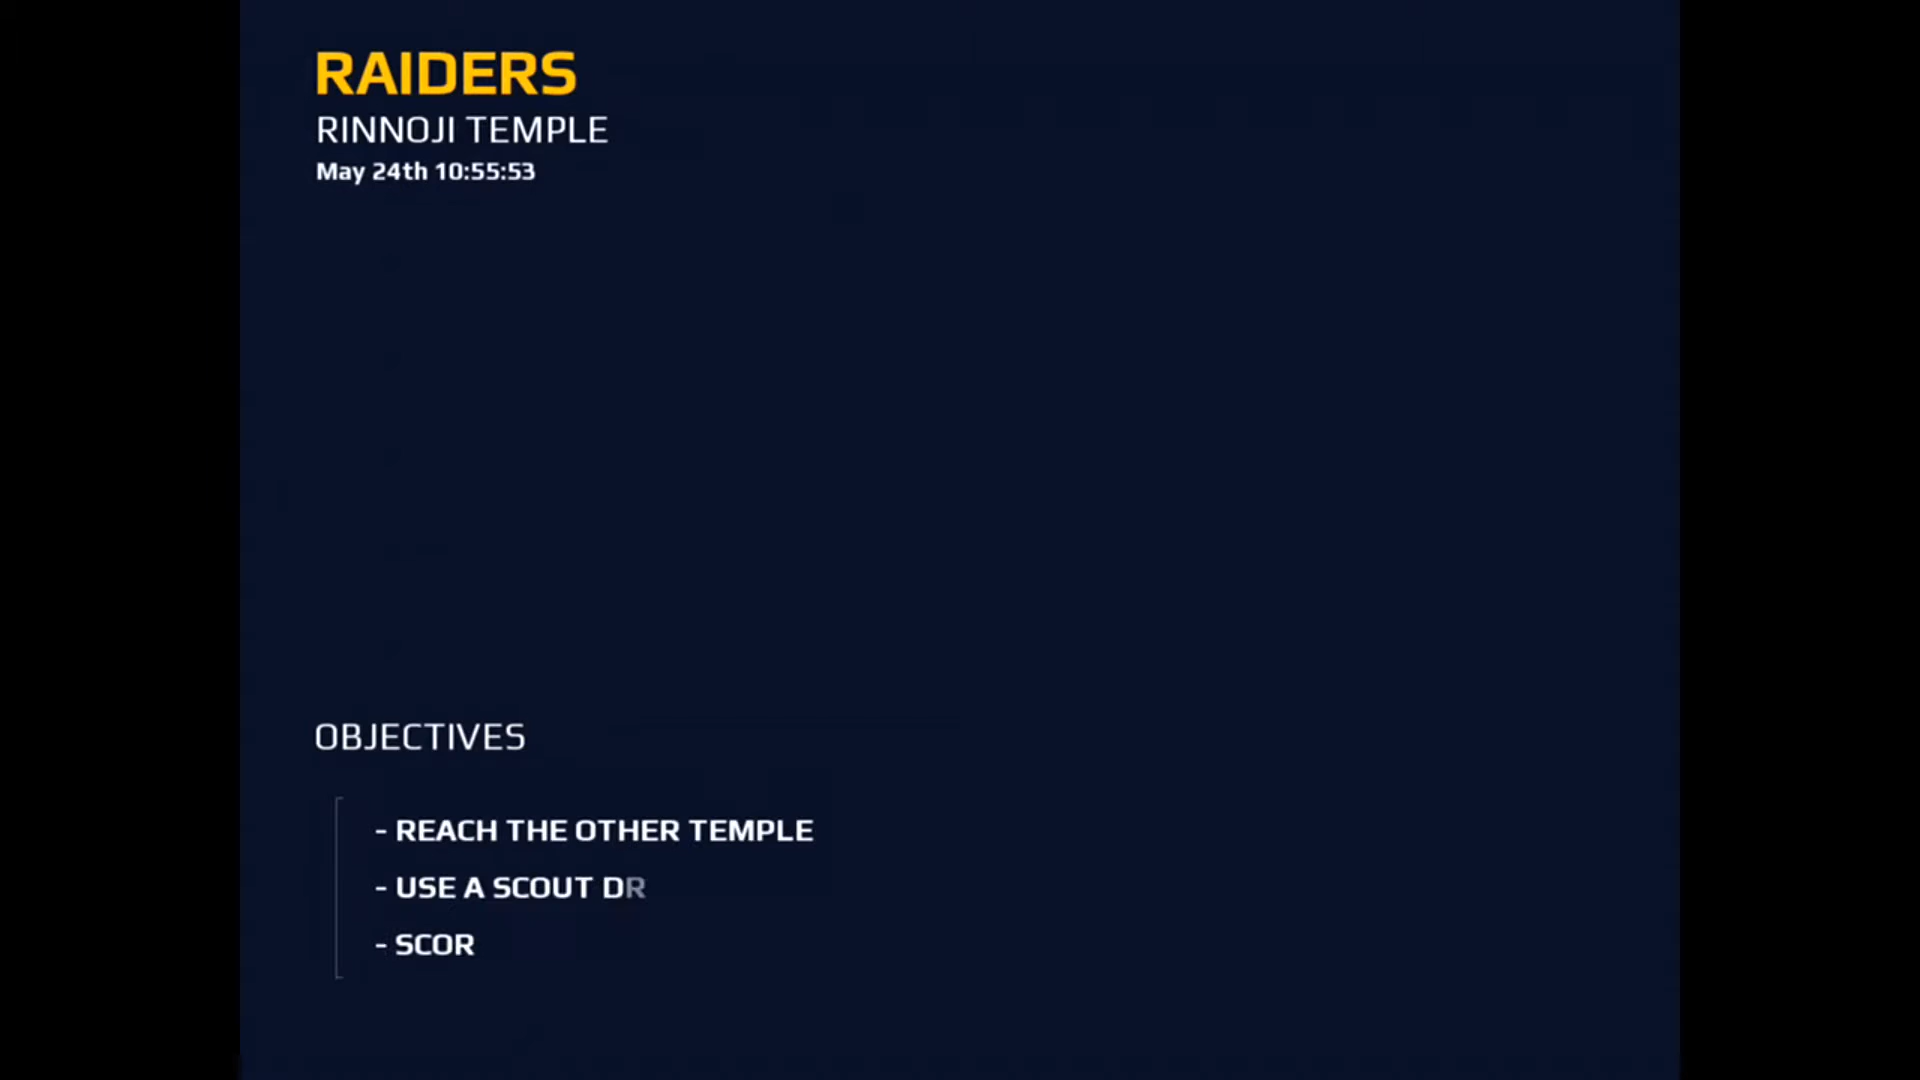 RAIDERS
RINNOJI TEMPLE
May 24th 10:55:53
OBJECTIVES
- REACH THE OTHER TEMPLE
- USE A SCOUT DR
- SCOR